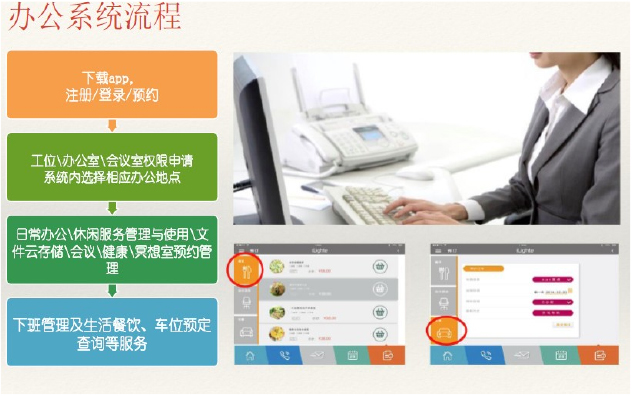 办公系统流程
下载app,
注册/登录/预约
工位\办公室\会议室权限申请
系统内选择相应办公地点
日常办公\休闲服务管理与使用\文
件云存储\会议\健康\冥想室预约管
理
下班管理及生活餐饮、车位预定
查询等服务